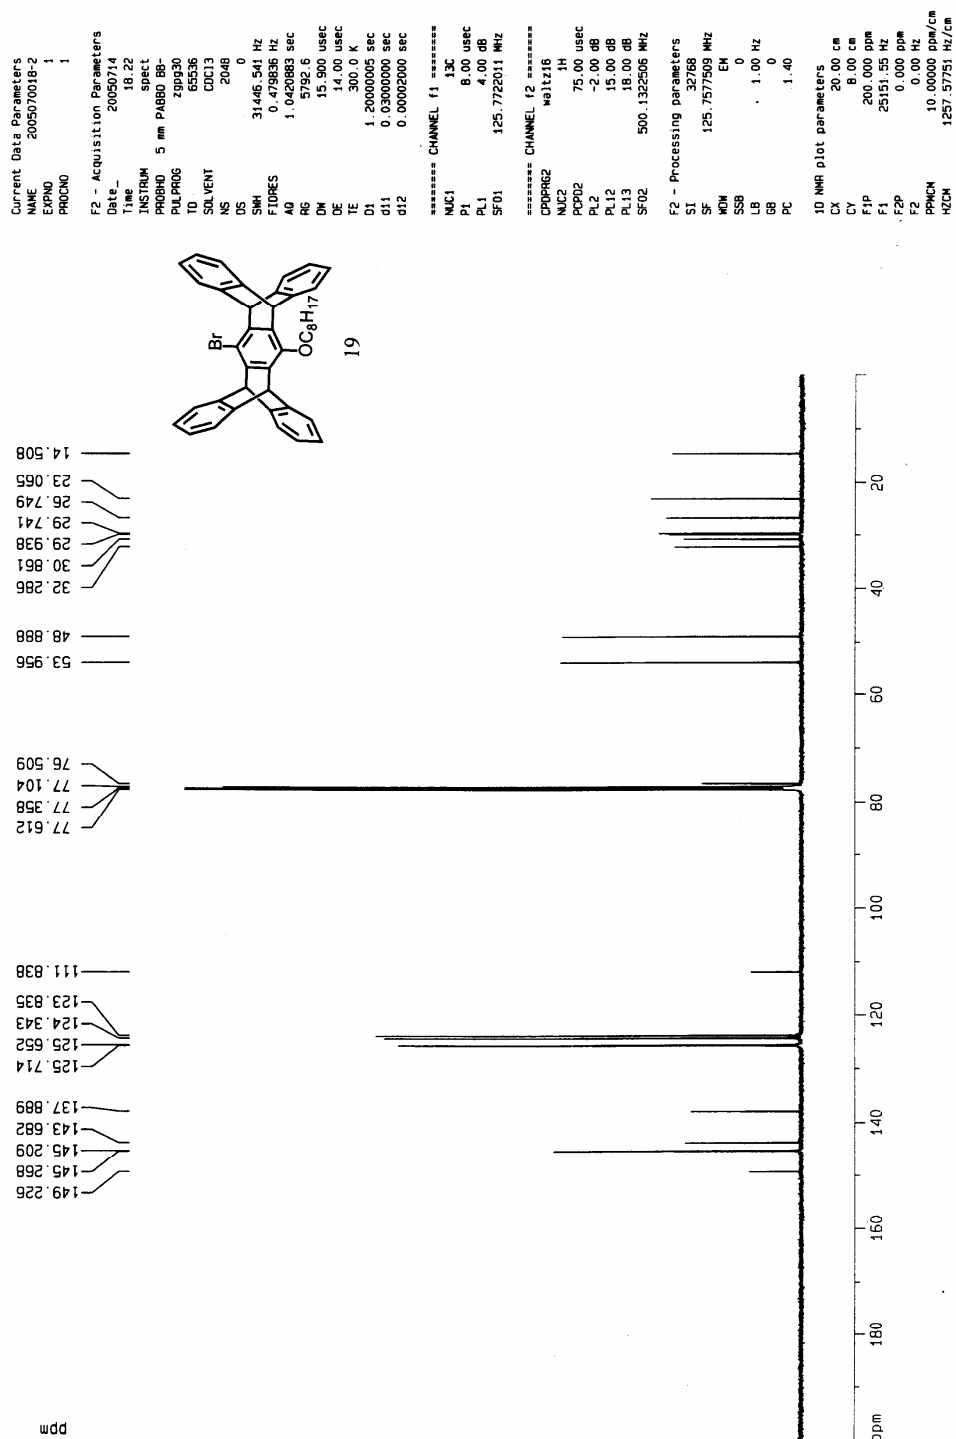 Current Data Parameters
NAME 2005070018-2
EXPNO 1
PROCNO 1
F2 - Acquisition Parameters
Date_ 20050714
Time 18.22
INSTRUM spect
PROBHD 5 mm PABBO BB-
PULPROG zgpg30
TD 65536
SOLVENT CDCl3
NS 2048
DS 0
SWH 31446.541 Hz
FIDRES 0.479836 Hz
AQ 1.0420883 sec
RG 5792.6
DW 15.900 usec
DE 14.00 usec
TE 300.0 K
D1 1.20000005 sec
d11 0.03000000 sec
d12 0.00002000 sec
======== CHANNEL f1 ========
NUC1 13C
P1 8.00 usec
PL1 4.00 dB
SFO1 125.7722011 MHz
======== CHANNEL f2 ========
CPDPRG2 waltz16
NUC2 1H
PCPD2 75.00 usec
PL2 -2.00 dB
PL12 15.00 dB
PL13 18.00 dB
SFO2 500.1322506 MHz
F2 - Processing parameters
SI 32768
SF 125.7577509 MHz
WDW EM
SSB 0
LB 1.00 Hz
GB 0
PC 1.40
1D NMR plot parameters
CX 20.00 cm
CY 8.00 cm
F1P 200.000 ppm
F1 25151.55 Hz
F2P 0.000 ppm
F2 0.00 Hz
PPMCM 10.00000 ppm/cm
HZCM 1257.57751 Hz/cm
Br
OC8H17
19
ppm
149.226
145.268
145.209
143.682
137.889
125.714
125.652
124.343
123.835
111.838
77.612
77.358
77.104
76.509
53.956
48.888
32.286
30.861
29.938
29.741
26.749
23.065
14.508
ppm 180 160 140 120 100 80 60 40 20